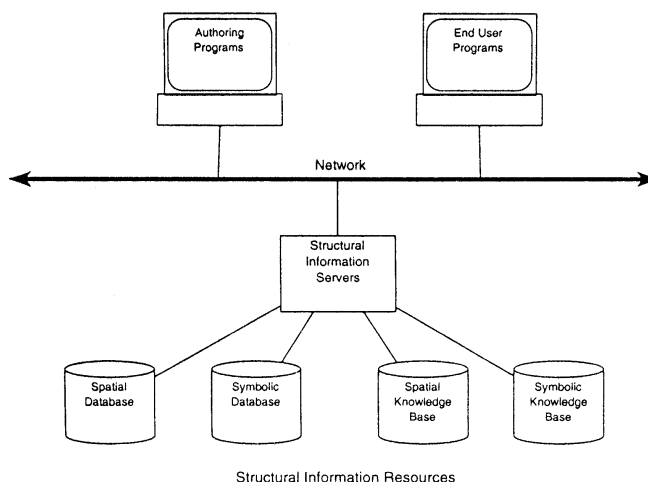 Authoring
Programs
End User
Programs
Network
Structural
Information
Servers
Spatial
Database
Symbolic
Database
Spatial
Knowledge
Base
Symbolic
Knowledge
Base
Structural Information Resources